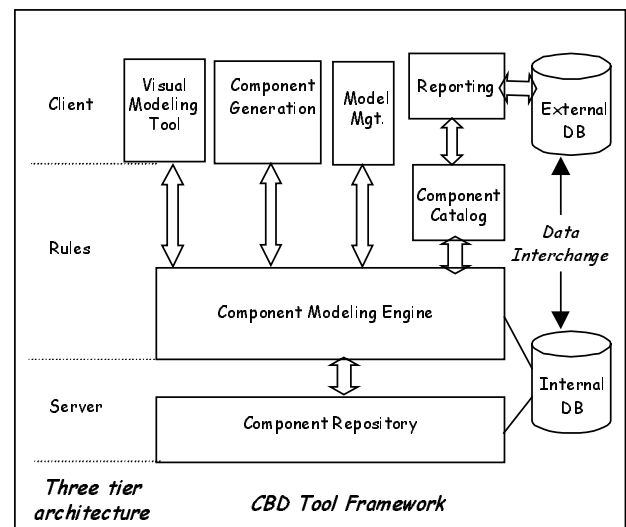 Client
Visual
Modeling
Tool
Component
Generation
Model
Mgt.
Reporting
External
DB
Component
Catalog
Data
Interchange
Rules
Component Modeling Engine
Internal
DB
Server
Component Repository
Three tier
architecture
CBD Tool Framework